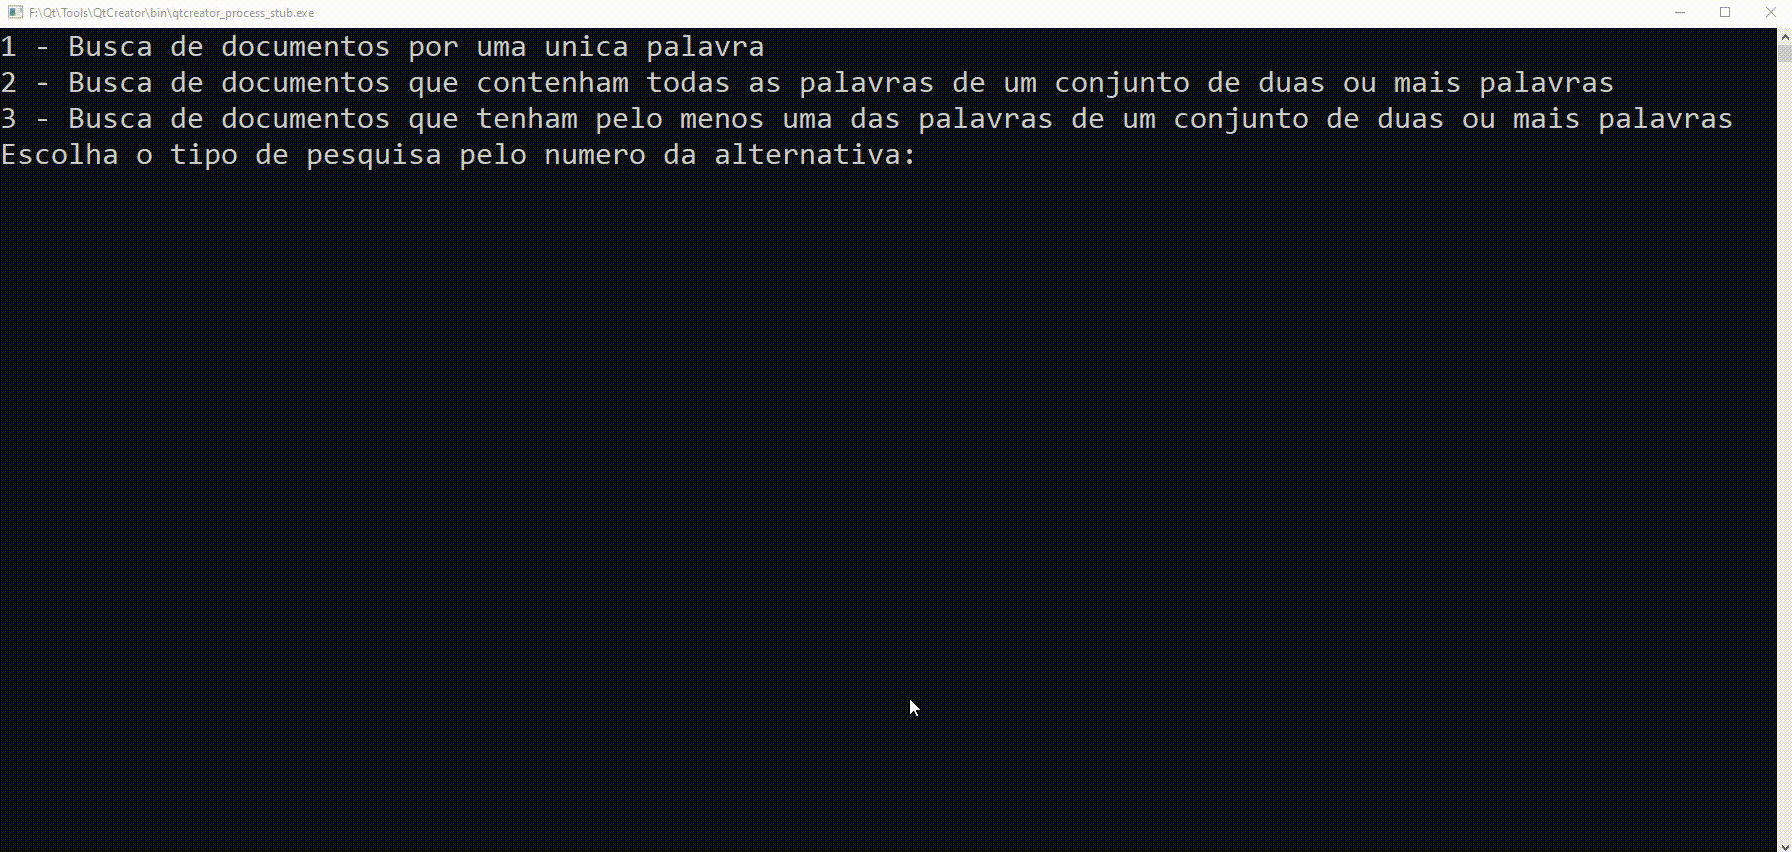 F:\Qt\Tools\QtCreator\bin\qtcreator_process_stub.exe
1 - Busca de documentos por uma unica palavra
2 - Busca de documentos que contenham todas as palavras de um conjunto de duas ou mais palavras
3 - Busca de documentos que tenham pelo menos uma das palavras de um conjunto de duas ou mais palavras
Escolha o tipo de pesquisa pelo numero da alternativa: